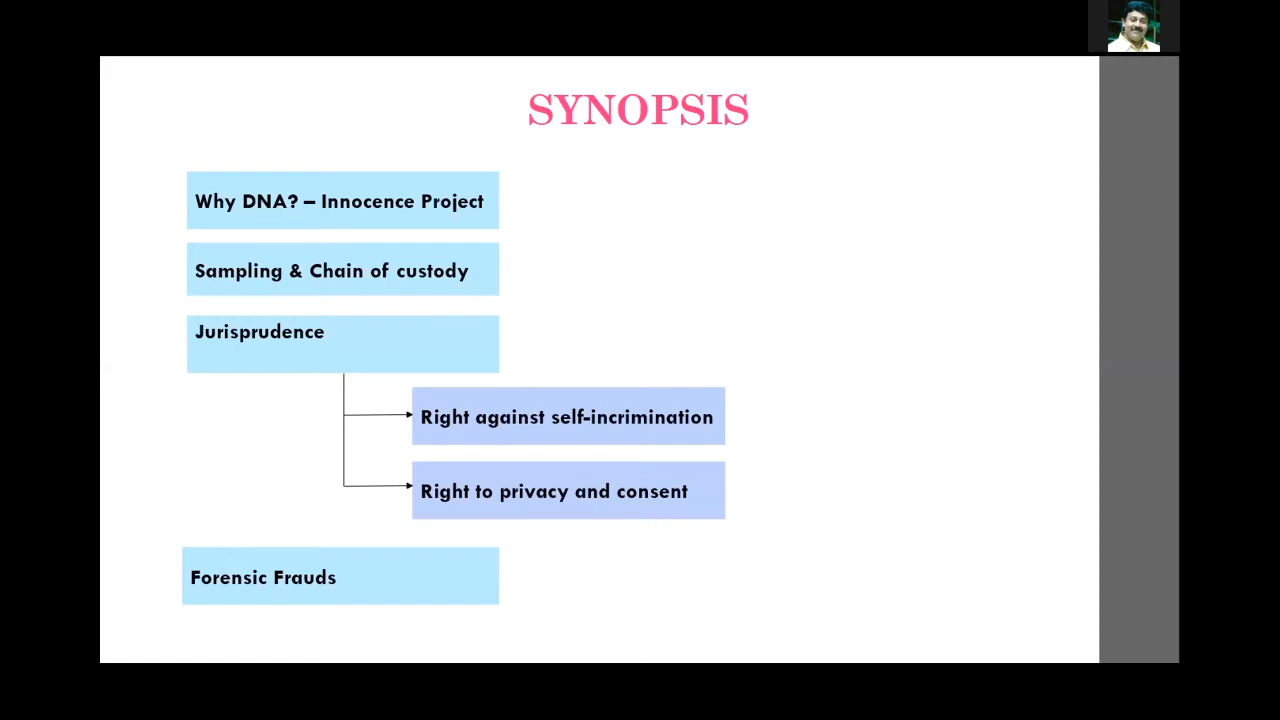 SYNOPSIS
Why DNA? – Innocence Project
Sampling & Chain of custody
Jurisprudence
Right against self-incrimination
Right to privacy and consent
Forensic Frauds